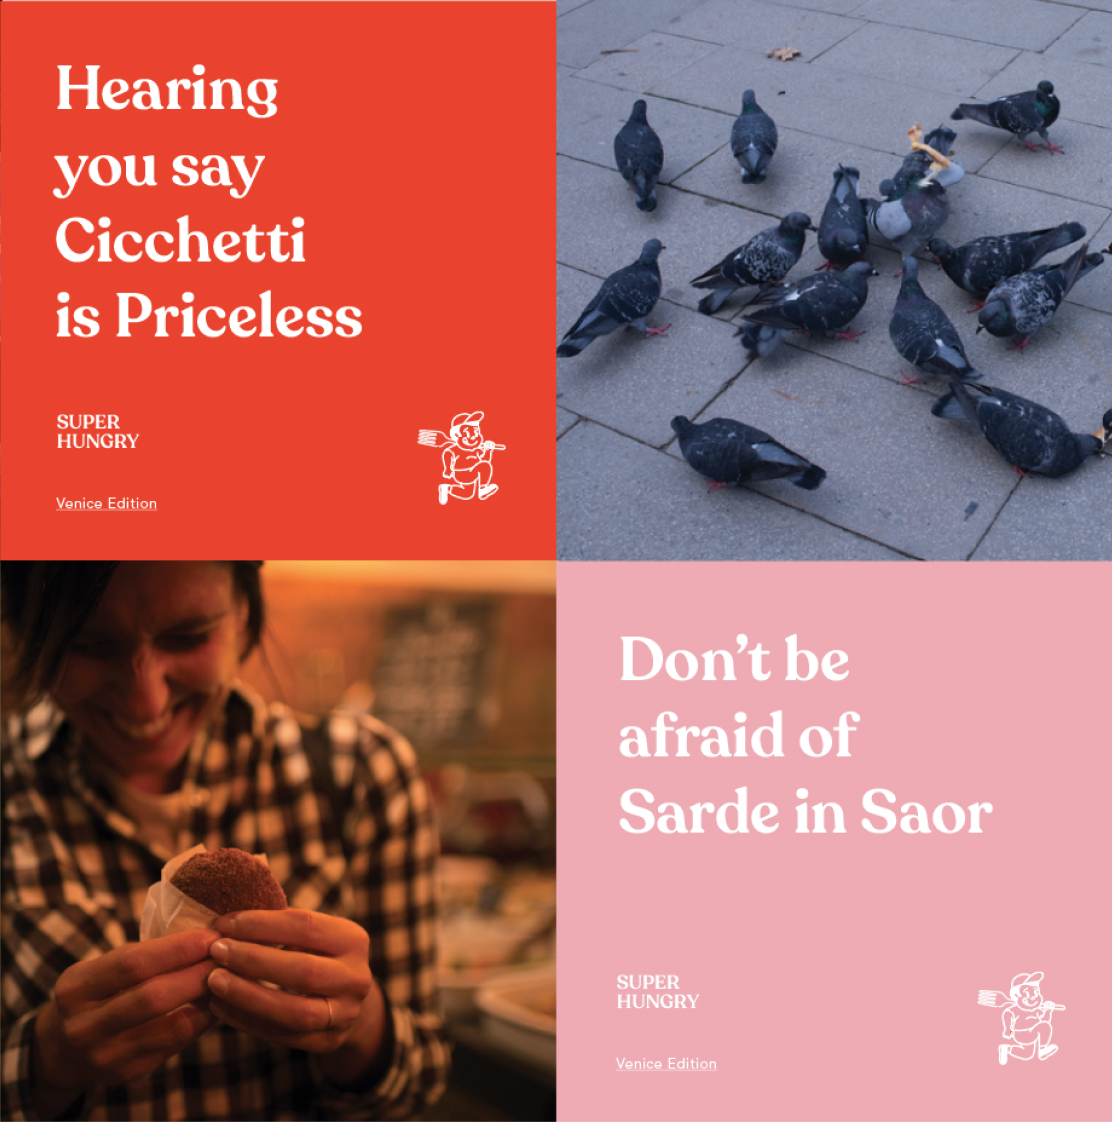 Hearing
you say
Cicchetti
is Priceless
SUPER
HUNGRY
Venice Edition
Don’t be
afraid of
Sarde in Saor
SUPER
HUNGRY
Venice Edition